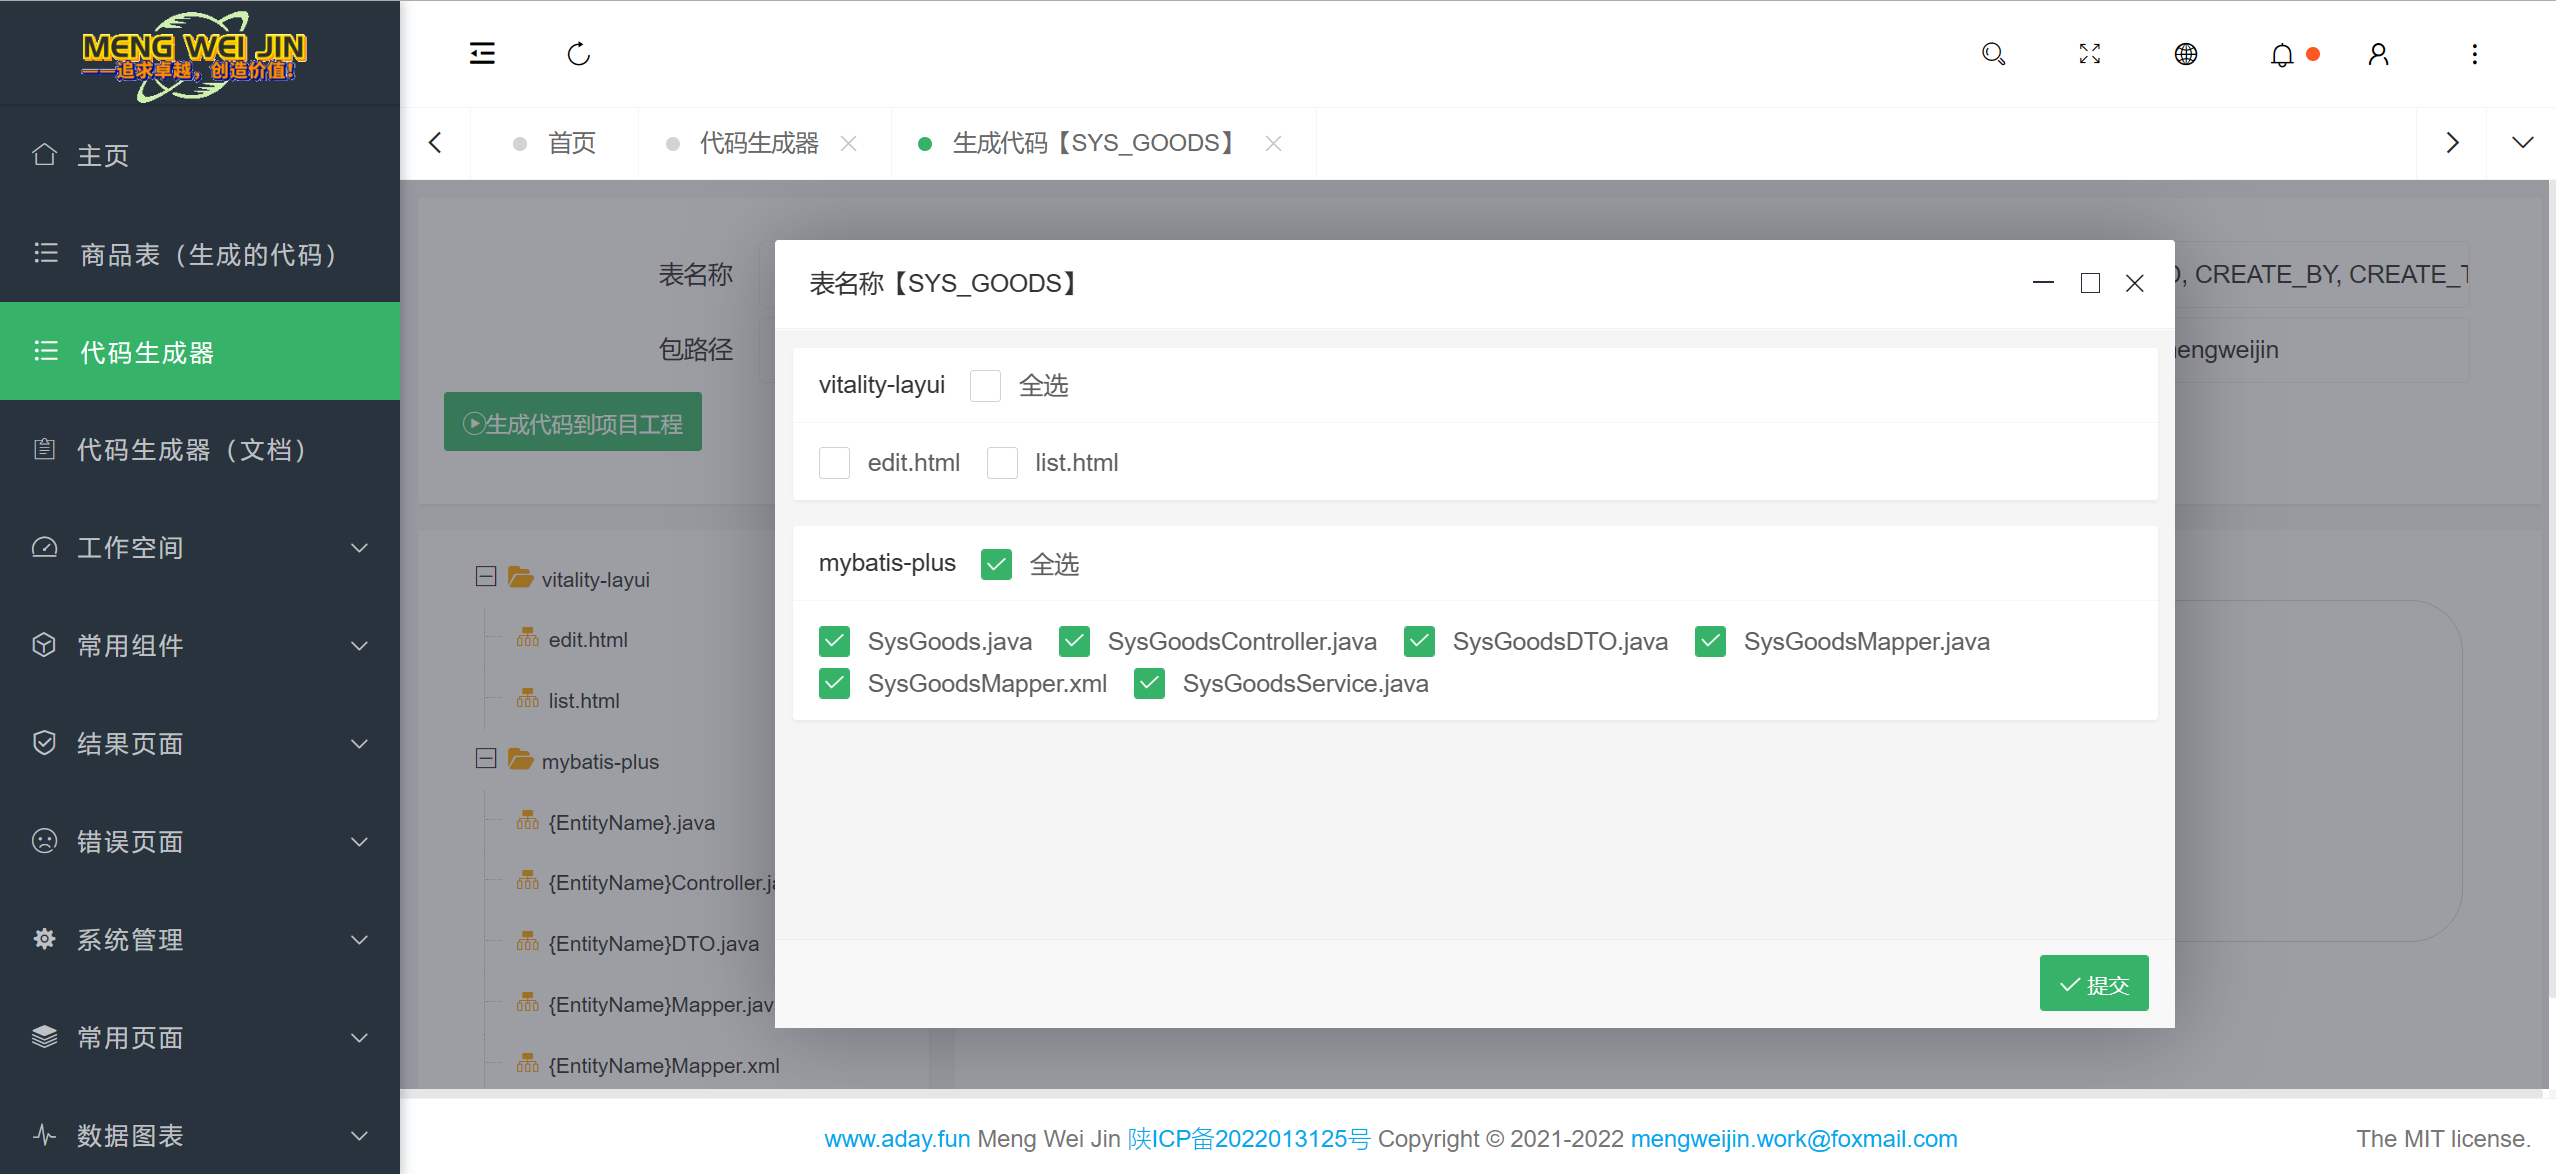 MENG WEI JIN
——追求卓越，创造价值！
主页
商品表（生成的代码）
代码生成器
代码生成器（文档）
工作空间
常用组件
结果页面
错误页面
系统管理
常用页面
数据图表
首页
代码生成器
生成代码【SYS_GOODS】
表名称
, CREATE_BY, CREATE_T
包路径
engweijin
生成代码到项目工程
vitality-layui
edit.html
list.html
mybatis-plus
{EntityName}.java
{EntityName}Controller.j
{EntityName}DTO.java
{EntityName}Mapper.jav
{EntityName}Mapper.xml
表名称【SYS_GOODS】
vitality-layui 全选
edit.html list.html
mybatis-plus 全选
SysGoods.java SysGoodsController.java SysGoodsDTO.java SysGoodsMapper.java
SysGoodsMapper.xml SysGoodsService.java
提交
www.aday.fun Meng Wei Jin 陕ICP备2022013125号 Copyright © 2021-2022 mengweijin.work@foxmail.com
The MIT license.